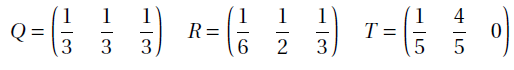 Q = (1/3 1/3 1/3) R = (1/6 1/2 1/3) T = (1/5 4/5 0)